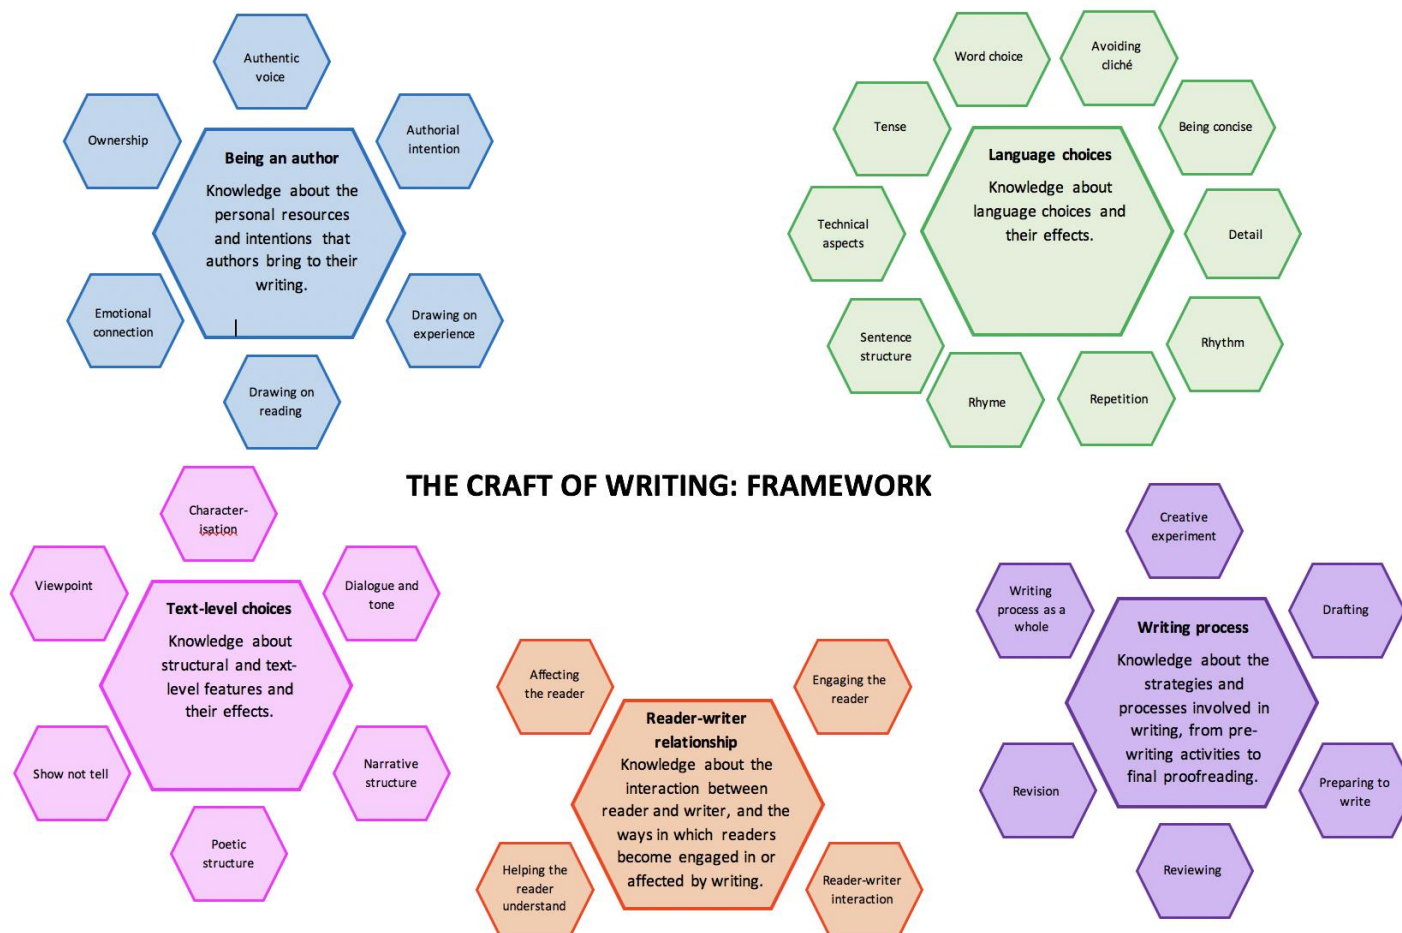 Authentic
voice
Ownership
Authorial
intention
Being an author
Knowledge about the
personal resources
and intentions that
authors bring to their
writing.
Emotional
connection
Drawing on
experience
Drawing on
reading
Word choice
Avoiding
cliché
Tense
Being concise
Language choices
Knowledge about
language choices and
their effects.
Technical
aspects
Detail
Sentence
structure
Rhythm
Rhyme
Repetition
THE CRAFT OF WRITING: FRAMEWORK
Character-
isation
Viewpoint
Dialogue and
tone
Text-level choices
Knowledge about
structural and text-
level features and
their effects.
Show not tell
Narrative
structure
Poetic
structure
Affecting
the reader
Engaging the
reader
Reader-writer
relationship
Knowledge about the
interaction between
reader and writer, and the
ways in which readers
become engaged in or
affected by writing.
Helping the
reader
understand
Reader-writer
interaction
Creative
experiment
Writing
process as a
whole
Drafting
Writing process
Knowledge about the
strategies and
processes involved in
writing, from pre-
writing activities to
final proofreading.
Revision
Preparing to
write
Reviewing